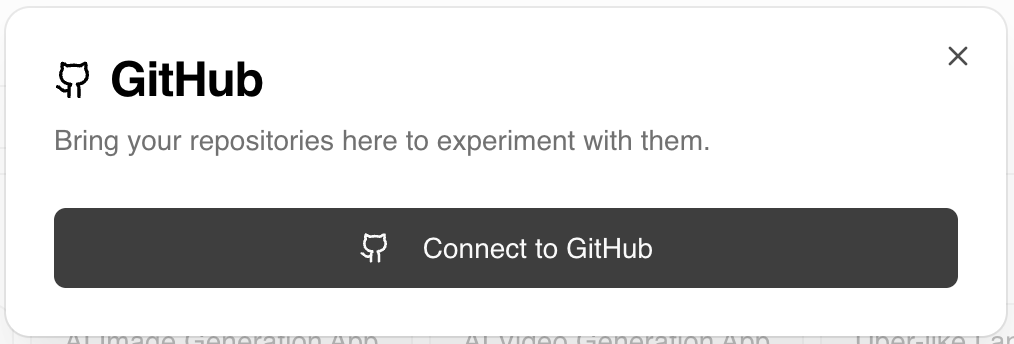 GitHub
Bring your repositories here to experiment with them.
Connect to GitHub
AI Image Generation App
AI Video Generation App
Uber-like